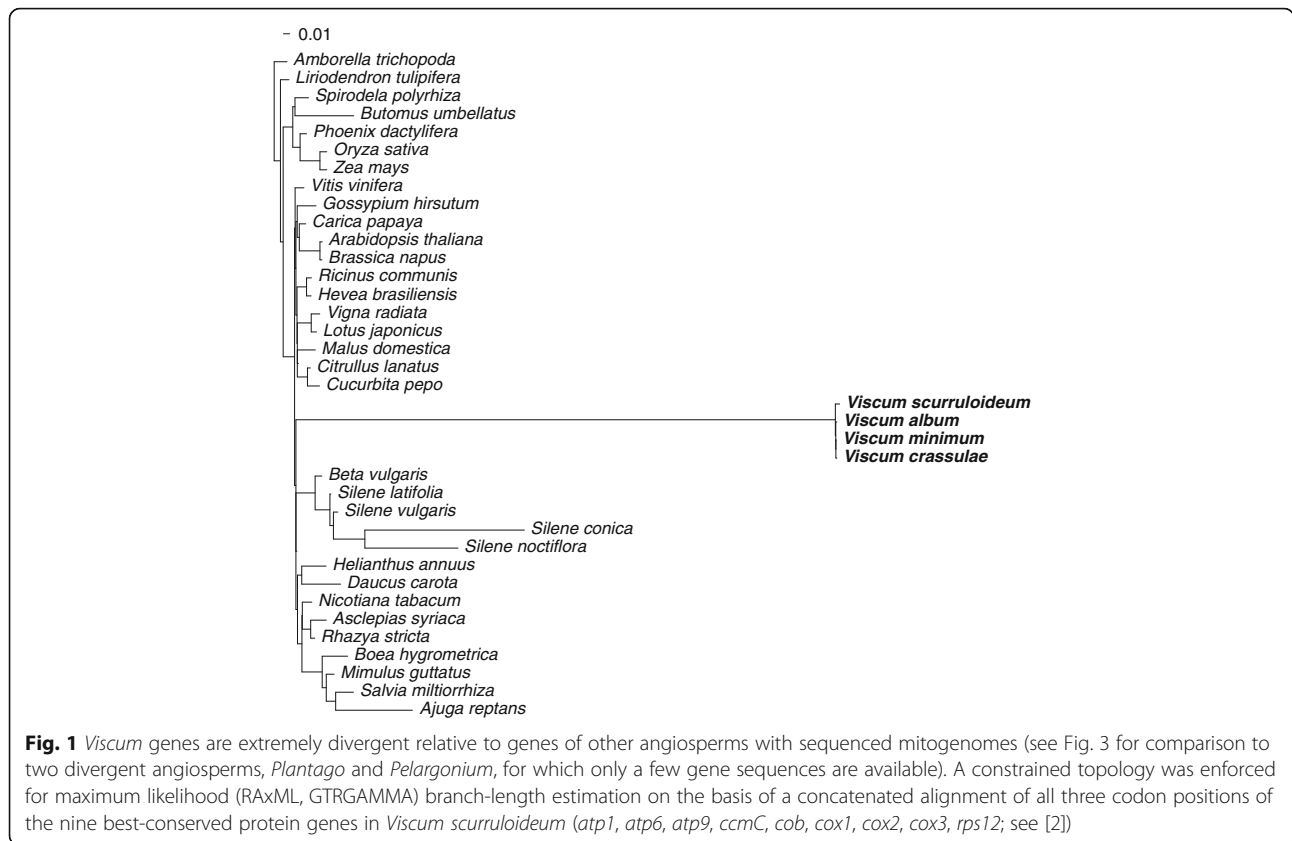 0.01
Amborella trichopoda
Liriodendron tulipifera
Spirodela polyrhiza
Butomus umbellatus
Phoenix dactylifera
Oryza sativa
Zea mays
Vitis vinifera
Gossypium hirsutum
Carica papaya
Arabidopsis thaliana
Brassica napus
Ricinus communis
Hevea brasiliensis
Vigna radiata
Lotus japonicus
Malus domestica
Citrullus lanatus
Cucurbita pepo
Viscum scurruloideum
Viscum album
Viscum minimum
Viscum crassulae
Beta vulgaris
Silene latifolia
Silene vulgaris
Silene conica
Silene noctiflora
Helianthus annuus
Daucus carota
Nicotiana tabacum
Asclepias syriaca
Rhazya stricta
Boea hygrometrica
Mimulus guttatus
Salvia miltiorrhiza
Ajuga reptans
Fig. 1 Viscum genes are extremely divergent relative to genes of other angiosperms with sequenced mitogenomes (see Fig. 3 for comparison to
two divergent angiosperms, Plantago and Pelargonium, for which only a few gene sequences are available). A constrained topology was enforced
for maximum likelihood (RAxML, GTRGAMMA) branch-length estimation on the basis of a concatenated alignment of all three codon positions of
the nine best-conserved protein genes in Viscum scurruloideum (atp1, atp6, atp9, ccmC, cob, cox1, cox2, cox3, rps12; see [2])